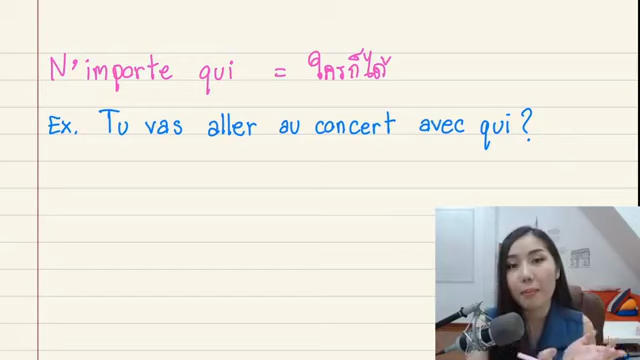 N'importe qui = ใครก็ได้
Ex. Tu vas aller au concert avec qui ?